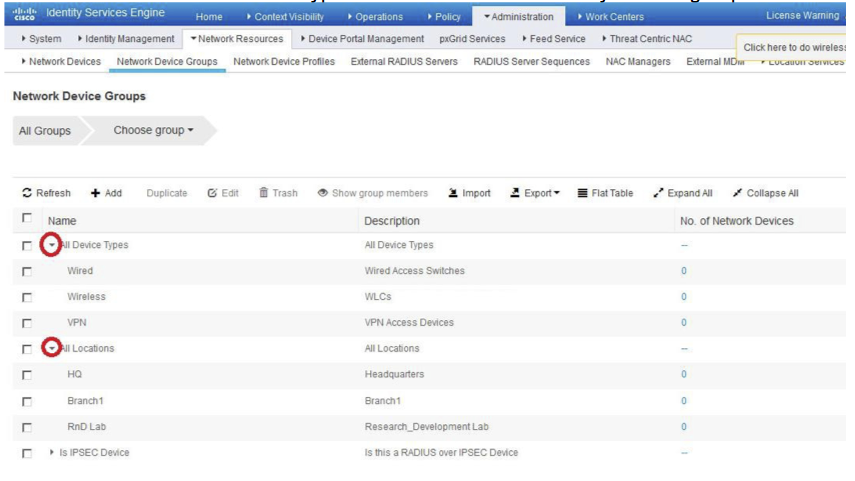 cisco Identity Services Engine Home Context Visibility Operations Policy Administration Work Centers License Warning
System Identity Management Network Resources Device Portal Management pxGrid Services Feed Service Threat Centric NAC Click here to do wireless
Network Devices Network Device Groups Network Device Profiles External RADIUS Servers RADIUS Server Sequences NAC Managers External MDM Location Services
Network Device Groups
All Groups Choose group
Refresh Add Duplicate Edit Trash Show group members Import Export Flat Table Expand All Collapse All
Name Description No. of Network Devices
All Device Types All Device Types --
Wired Wired Access Switches 0
Wireless WLCs 0
VPN VPN Access Devices 0
All Locations All Locations --
HQ Headquarters 0
Branch1 Branch1 0
RnD Lab Research_Development Lab 0
Is IPSEC Device Is this a RADIUS over IPSEC Device --